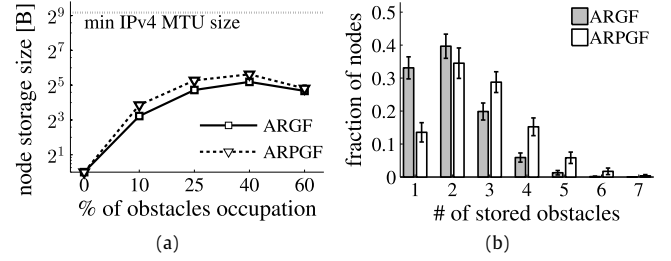 node storage size [B]
2^9
2^7
2^5
2^3
2^1
min IPv4 MTU size
ARGF
ARPGF
0 10 25 40 60
% of obstacles occupation
(a)
fraction of nodes
0.5
0.4
0.3
0.2
0.1
0
ARGF
ARPGF
1 2 3 4 5 6 7
# of stored obstacles
(b)